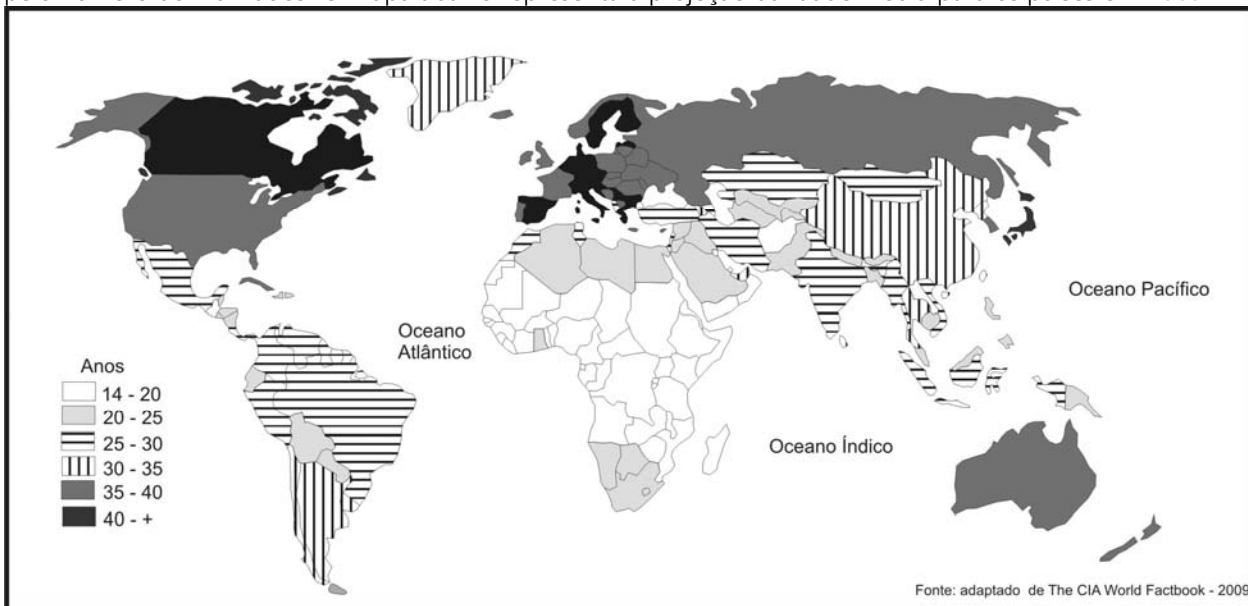 Oceano Pacífico
Oceano
Atlântico
Anos
14 - 20
20 - 25
25 - 30
30 - 35
35 - 40
40 - +
Oceano Índico
Fonte: adaptado de The CIA World Factbook - 2009